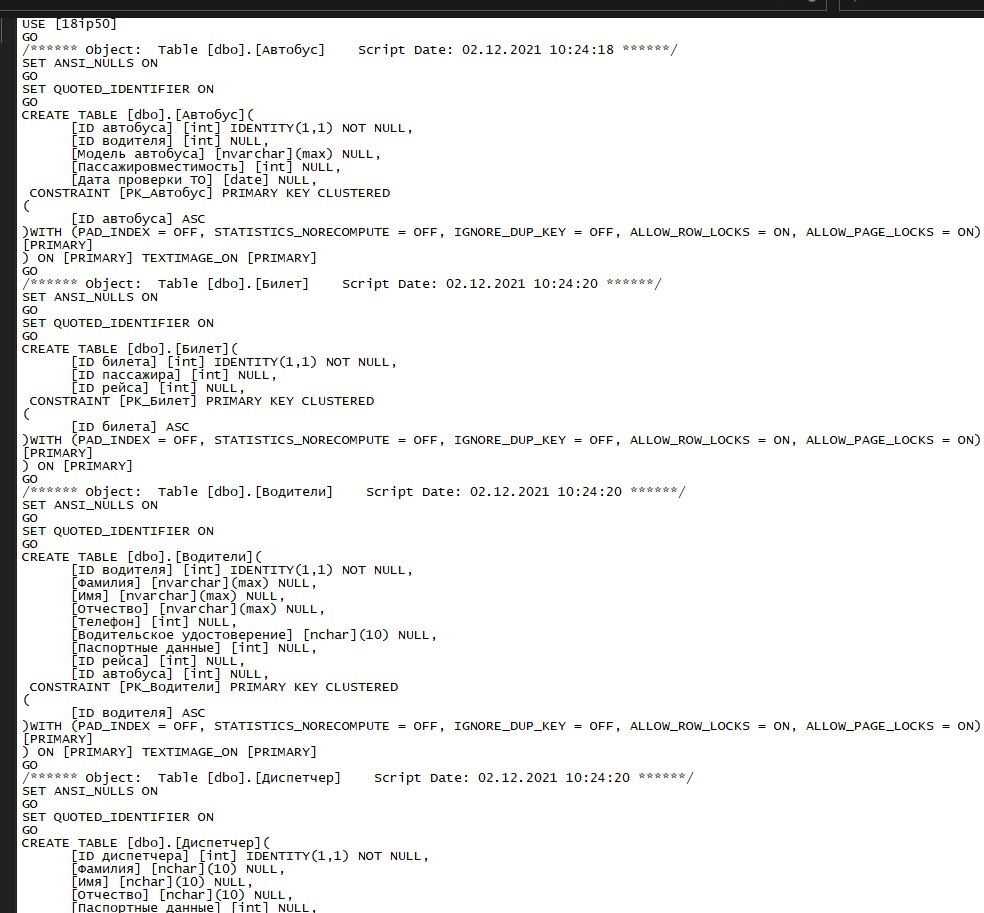 USE [18ip50]
GO
/****** Object:  Table [dbo].[Автобус]    Script Date: 02.12.2021 10:24:18 ******/
SET ANSI_NULLS ON
GO
SET QUOTED_IDENTIFIER ON
GO
CREATE TABLE [dbo].[Автобус](
[ID автобуса] [int] IDENTITY(1,1) NOT NULL,
[ID водителя] [int] NULL,
[Модель автобуса] [nvarchar](max) NULL,
[Пассажировместимость] [int] NULL,
[Дата проверки ТО] [date] NULL,
CONSTRAINT [PK_Автобус] PRIMARY KEY CLUSTERED
(
[ID автобуса] ASC
)WITH (PAD_INDEX = OFF, STATISTICS_NORECOMPUTE = OFF, IGNORE_DUP_KEY = OFF, ALLOW_ROW_LOCKS = ON, ALLOW_PAGE_LOCKS = ON)
[PRIMARY]
) ON [PRIMARY] TEXTIMAGE_ON [PRIMARY]
GO
/****** Object:  Table [dbo].[Билет]    Script Date: 02.12.2021 10:24:20 ******/
SET ANSI_NULLS ON
GO
SET QUOTED_IDENTIFIER ON
GO
CREATE TABLE [dbo].[Билет](
[ID билета] [int] IDENTITY(1,1) NOT NULL,
[ID пассажира] [int] NULL,
[ID рейса] [int] NULL,
CONSTRAINT [PK_Билет] PRIMARY KEY CLUSTERED
(
[ID билета] ASC
)WITH (PAD_INDEX = OFF, STATISTICS_NORECOMPUTE = OFF, IGNORE_DUP_KEY = OFF, ALLOW_ROW_LOCKS = ON, ALLOW_PAGE_LOCKS = ON)
[PRIMARY]
) ON [PRIMARY]
GO
/****** Object:  Table [dbo].[Водители]    Script Date: 02.12.2021 10:24:20 ******/
SET ANSI_NULLS ON
GO
SET QUOTED_IDENTIFIER ON
GO
CREATE TABLE [dbo].[Водители](
[ID водителя] [int] IDENTITY(1,1) NOT NULL,
[Фамилия] [nvarchar](max) NULL,
[Имя] [nvarchar](max) NULL,
[Отчество] [nvarchar](max) NULL,
[Телефон] [int] NULL,
[Водительское удостоверение] [nchar](10) NULL,
[Паспортные данные] [int] NULL,
[ID рейса] [int] NULL,
[ID автобуса] [int] NULL,
CONSTRAINT [PK_Водители] PRIMARY KEY CLUSTERED
(
[ID водителя] ASC
)WITH (PAD_INDEX = OFF, STATISTICS_NORECOMPUTE = OFF, IGNORE_DUP_KEY = OFF, ALLOW_ROW_LOCKS = ON, ALLOW_PAGE_LOCKS = ON)
[PRIMARY]
) ON [PRIMARY] TEXTIMAGE_ON [PRIMARY]
GO
/****** Object:  Table [dbo].[Диспетчер]    Script Date: 02.12.2021 10:24:20 ******/
SET ANSI_NULLS ON
GO
SET QUOTED_IDENTIFIER ON
GO
CREATE TABLE [dbo].[Диспетчер](
[ID диспетчера] [int] IDENTITY(1,1) NOT NULL,
[Фамилия] [nchar](10) NULL,
[Имя] [nchar](10) NULL,
[Отчество] [nchar](10) NULL,
[Паспортные данные] [int] NULL,